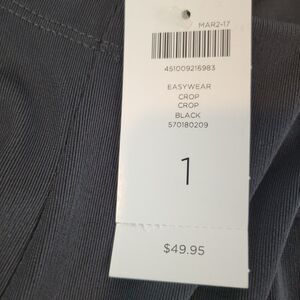 MAR2-17
451009216983
EASYWEAR
CROP
CROP
BLACK
570180209
1
$49.95